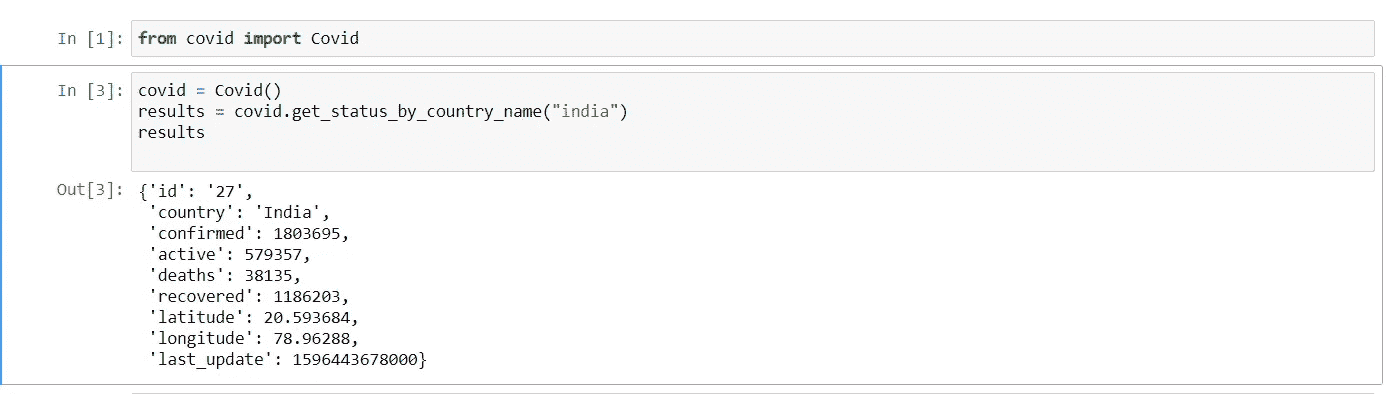 In [1]: from covid import Covid
In [3]: covid = Covid()
results = covid.get_status_by_country_name("india")
results
Out[3]: {'id': '27',
'country': 'India',
'confirmed': 1803695,
'active': 579357,
'deaths': 38135,
'recovered': 1186203,
'latitude': 20.593684,
'longitude': 78.96288,
'last_update': 1596443678000}